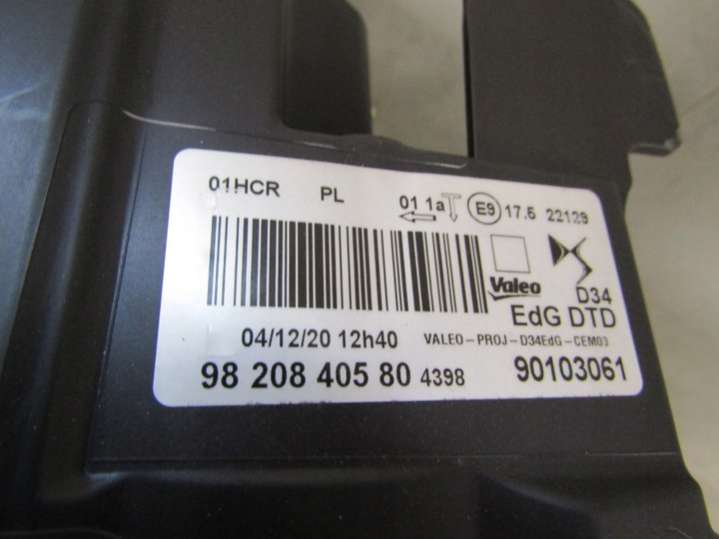 01HCR PL 01 1a E9 17.5 22129
Valeo
D34
EdG DTD
04/12/20 12h40 VALEO-PROJ-D34EdG-CEM03
98 208 405 80 4398 90103061